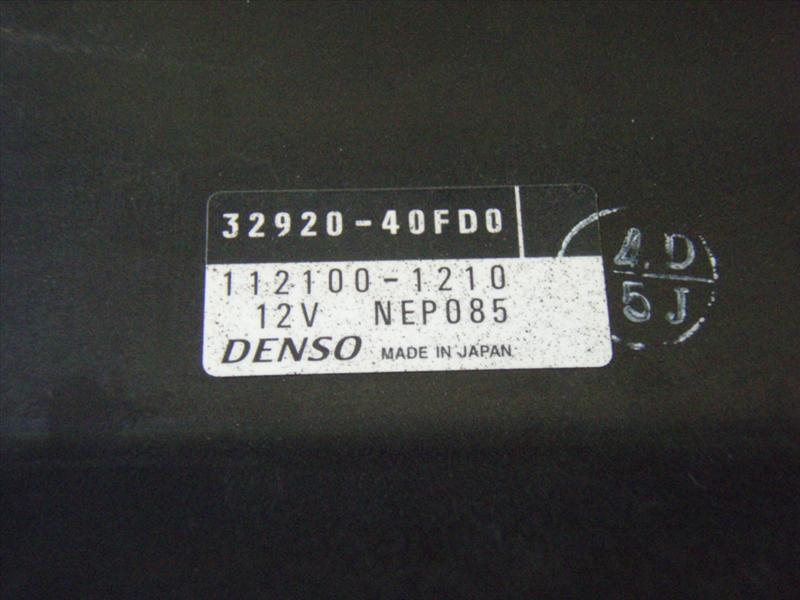 32920-40FD0
112100-1210
12V NEP085
DENSO MADE IN JAPAN
4.D
5J